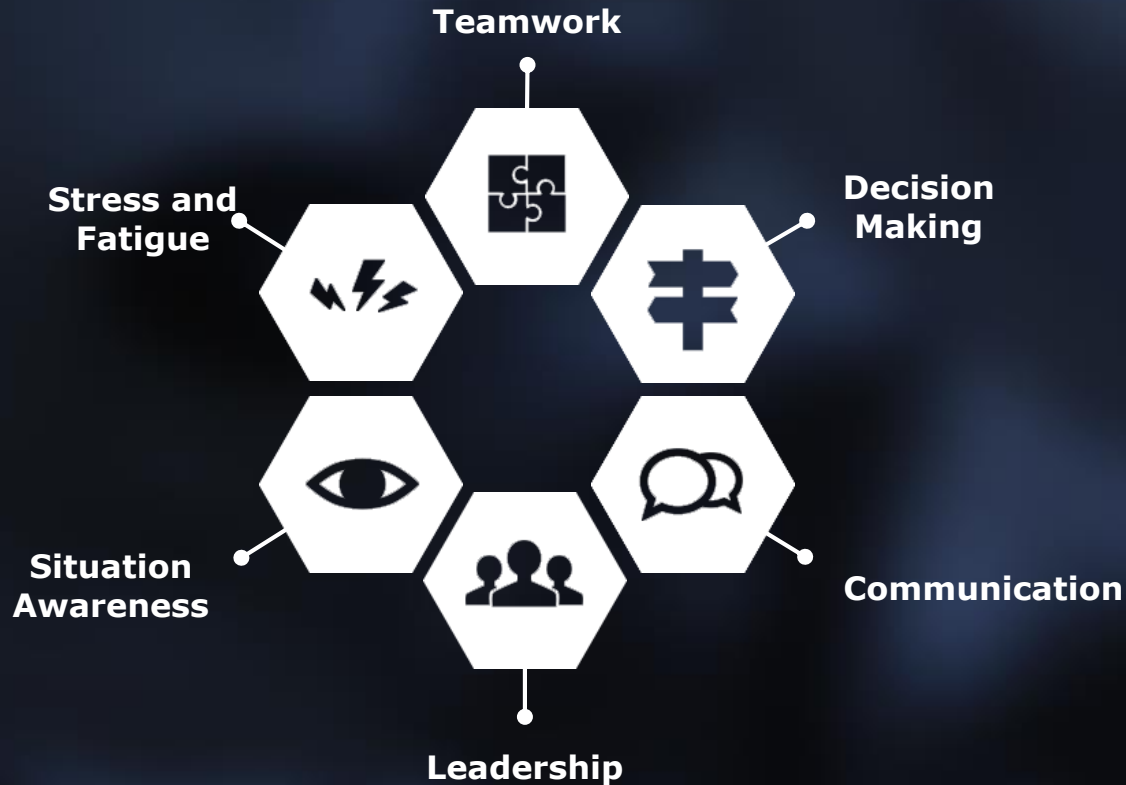 Teamwork
Decision
Making
Communication
Leadership
Situation
Awareness
Stress and
Fatigue